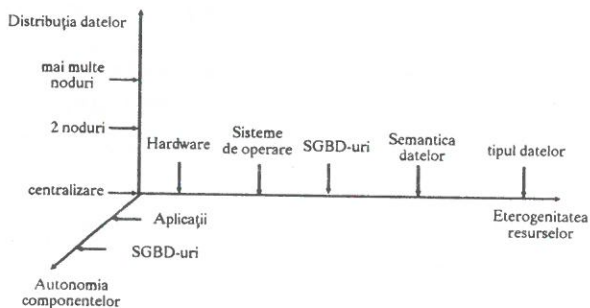 Distribuția datelor
mai multe
noduri
2 noduri
centralizare
Hardware
Sisteme
de operare
SGBD-uri
Semantica
datelor
tipul datelor
Eterogenitatea
resurselor
Aplicații
SGBD-uri
Autonomia
componentelor